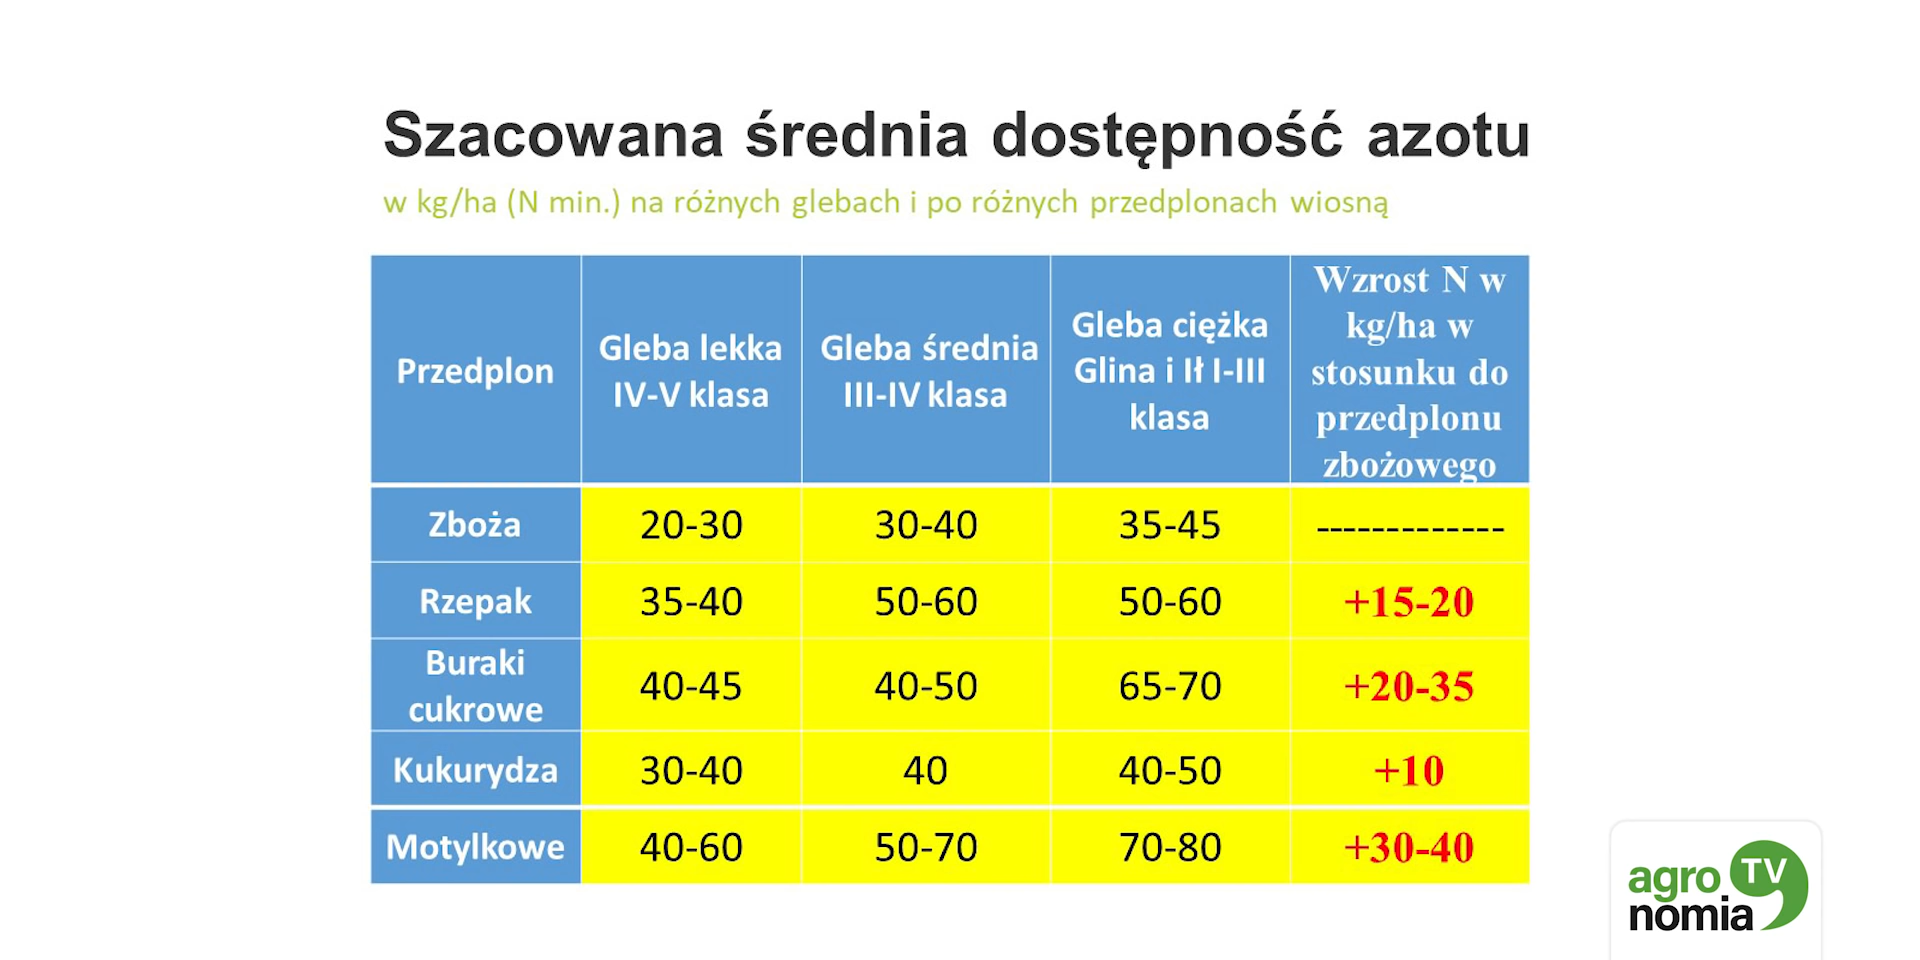 Szacowana średnia dostępność azotu
w kg/ha (N min.) na różnych glebach i po różnych przedplonach wiosną
Przedplon
Gleba lekka
IV-V klasa
Gleba średnia
III-IV klasa
Gleba ciężka
Glina i Ił I-III
klasa
Wzrost N w
kg/ha w
stosunku do
przedplonu
zbożowego
Zboża 20-30 30-40 35-45 -------------
Rzepak 35-40 50-60 50-60 +15-20
Buraki
cukrowe 40-45 40-50 65-70 +20-35
Kukurydza 30-40 40 40-50 +10
Motylkowe 40-60 50-70 70-80 +30-40
agro TV
nomia